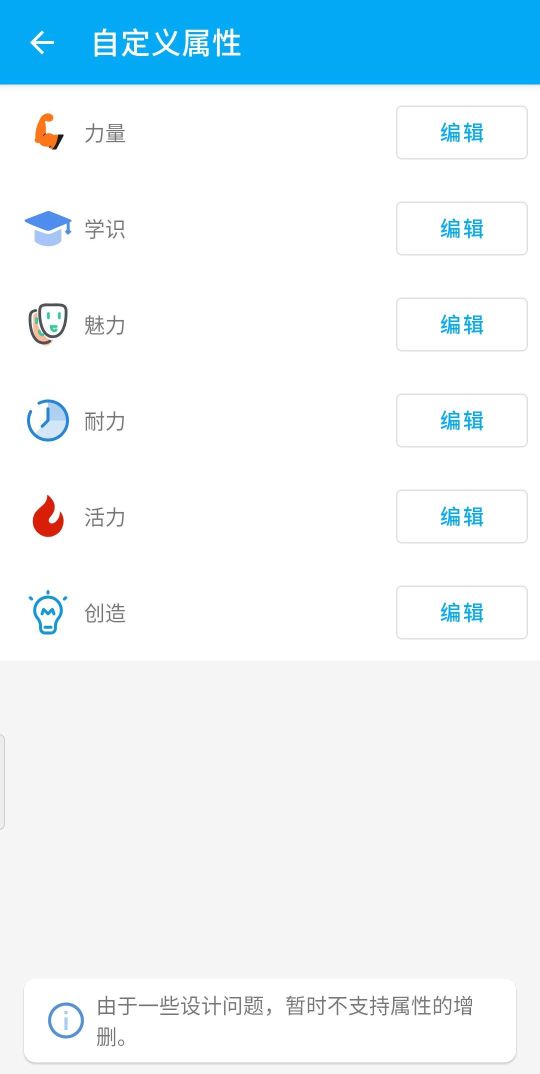 自定义属性
力量 编辑
学识 编辑
魅力 编辑
耐力 编辑
活力 编辑
创造 编辑
由于一些设计问题，暂时不支持属性的增
删。